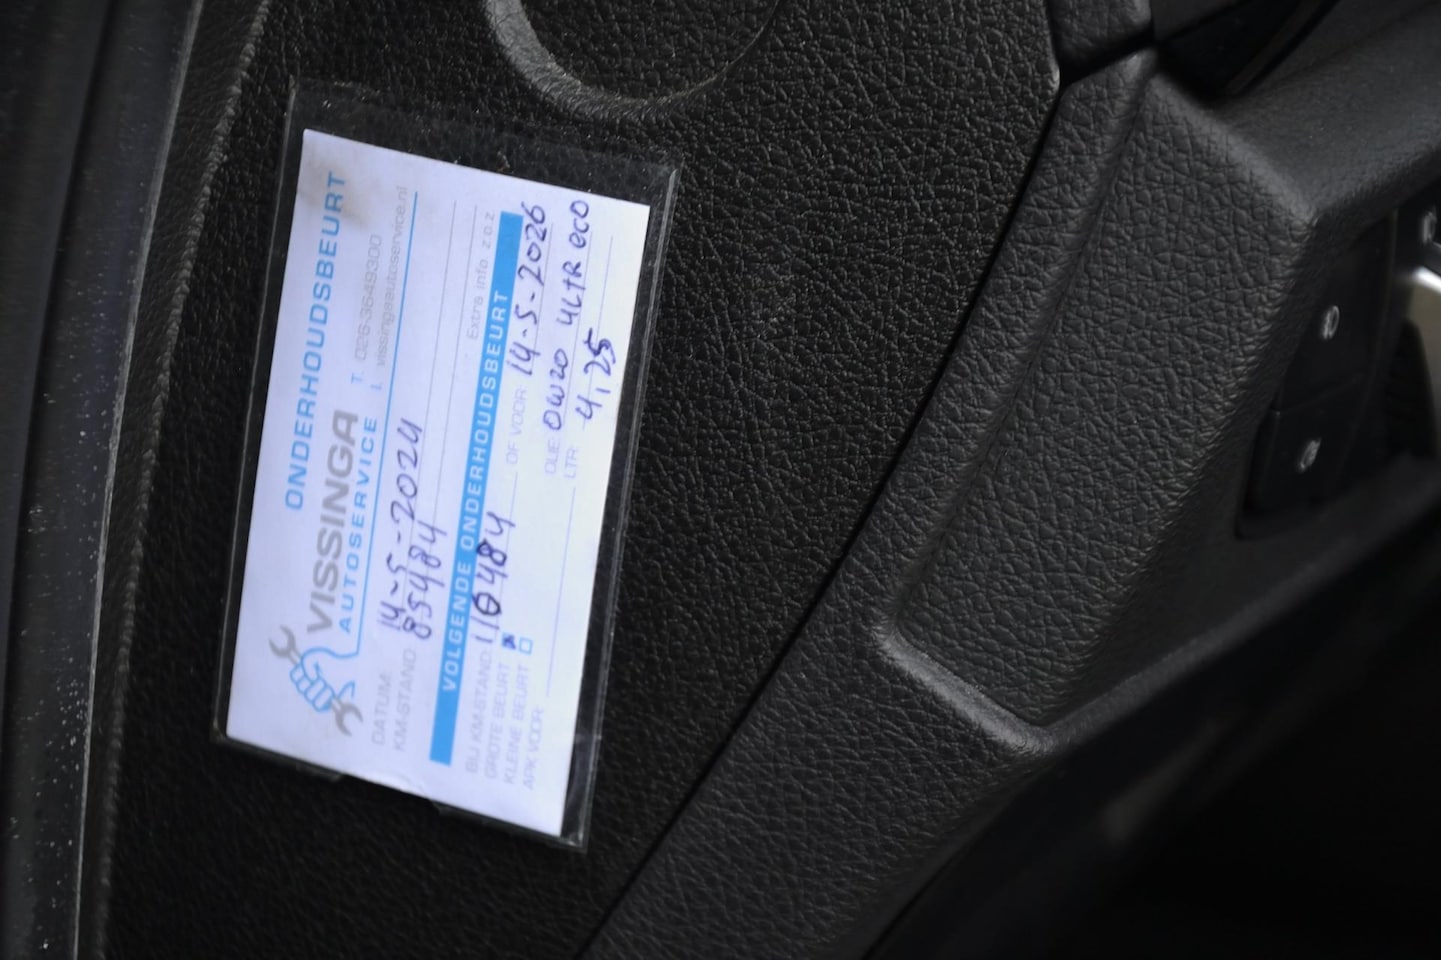 ONDERHOUDSBEURT
VISSINGA
AUTOSERVICE
T. 026-3649300
I. vissingaautoservice.nl
DATUM: 14-5-2024
KM-STAND: 85484
Extra info. z.o.z.
VOLGENDE ONDERHOUDSBEURT
BIJ KM-STAND: 110484 OF VOOR: 14-5-2026
GROTE BEURT
KLEINE BEURT OLIE: 0W20 ULTR eco
APK VOOR: LTR: 4,25